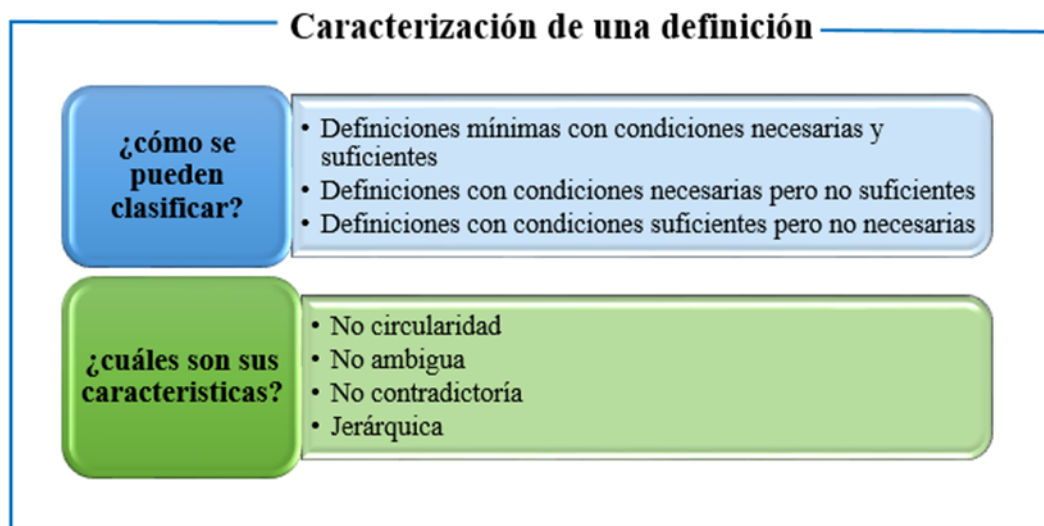 Caracterización de una definición
¿cómo se
pueden
clasificar?
• Definiciones mínimas con condiciones necesarias y
suficientes
• Definiciones con condiciones necesarias pero no suficientes
• Definiciones con condiciones suficientes pero no necesarias
¿cuáles son sus
caracteristicas?
• No circularidad
• No ambigua
• No contradictoría
• Jerárquica